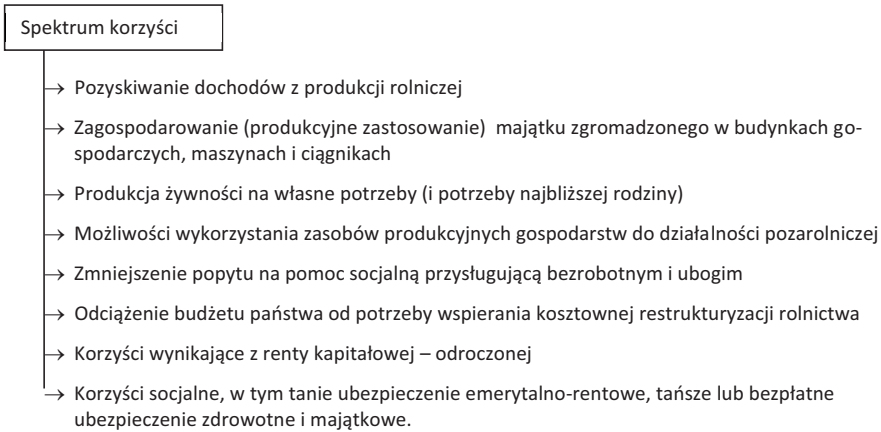 Spektrum korzyści
→ Pozyskiwanie dochodów z produkcji rolniczej
→ Zagospodarowanie (produkcyjne zastosowanie) majątku zgromadzonego w budynkach go-
spodarczych, maszynach i ciągnikach
→ Produkcja żywności na własne potrzeby (i potrzeby najbliższej rodziny)
→ Możliwości wykorzystania zasobów produkcyjnych gospodarstw do działalności pozarolniczej
→ Zmniejszenie popytu na pomoc socjalną przysługującą bezrobotnym i ubogim
→ Odciążenie budżetu państwa od potrzeby wspierania kosztownej restrukturyzacji rolnictwa
→ Korzyści wynikające z renty kapitałowej – odroczonej
→ Korzyści socjalne, w tym tanie ubezpieczenie emerytalno-rentowe, tańsze lub bezpłatne
ubezpieczenie zdrowotne i majątkowe.